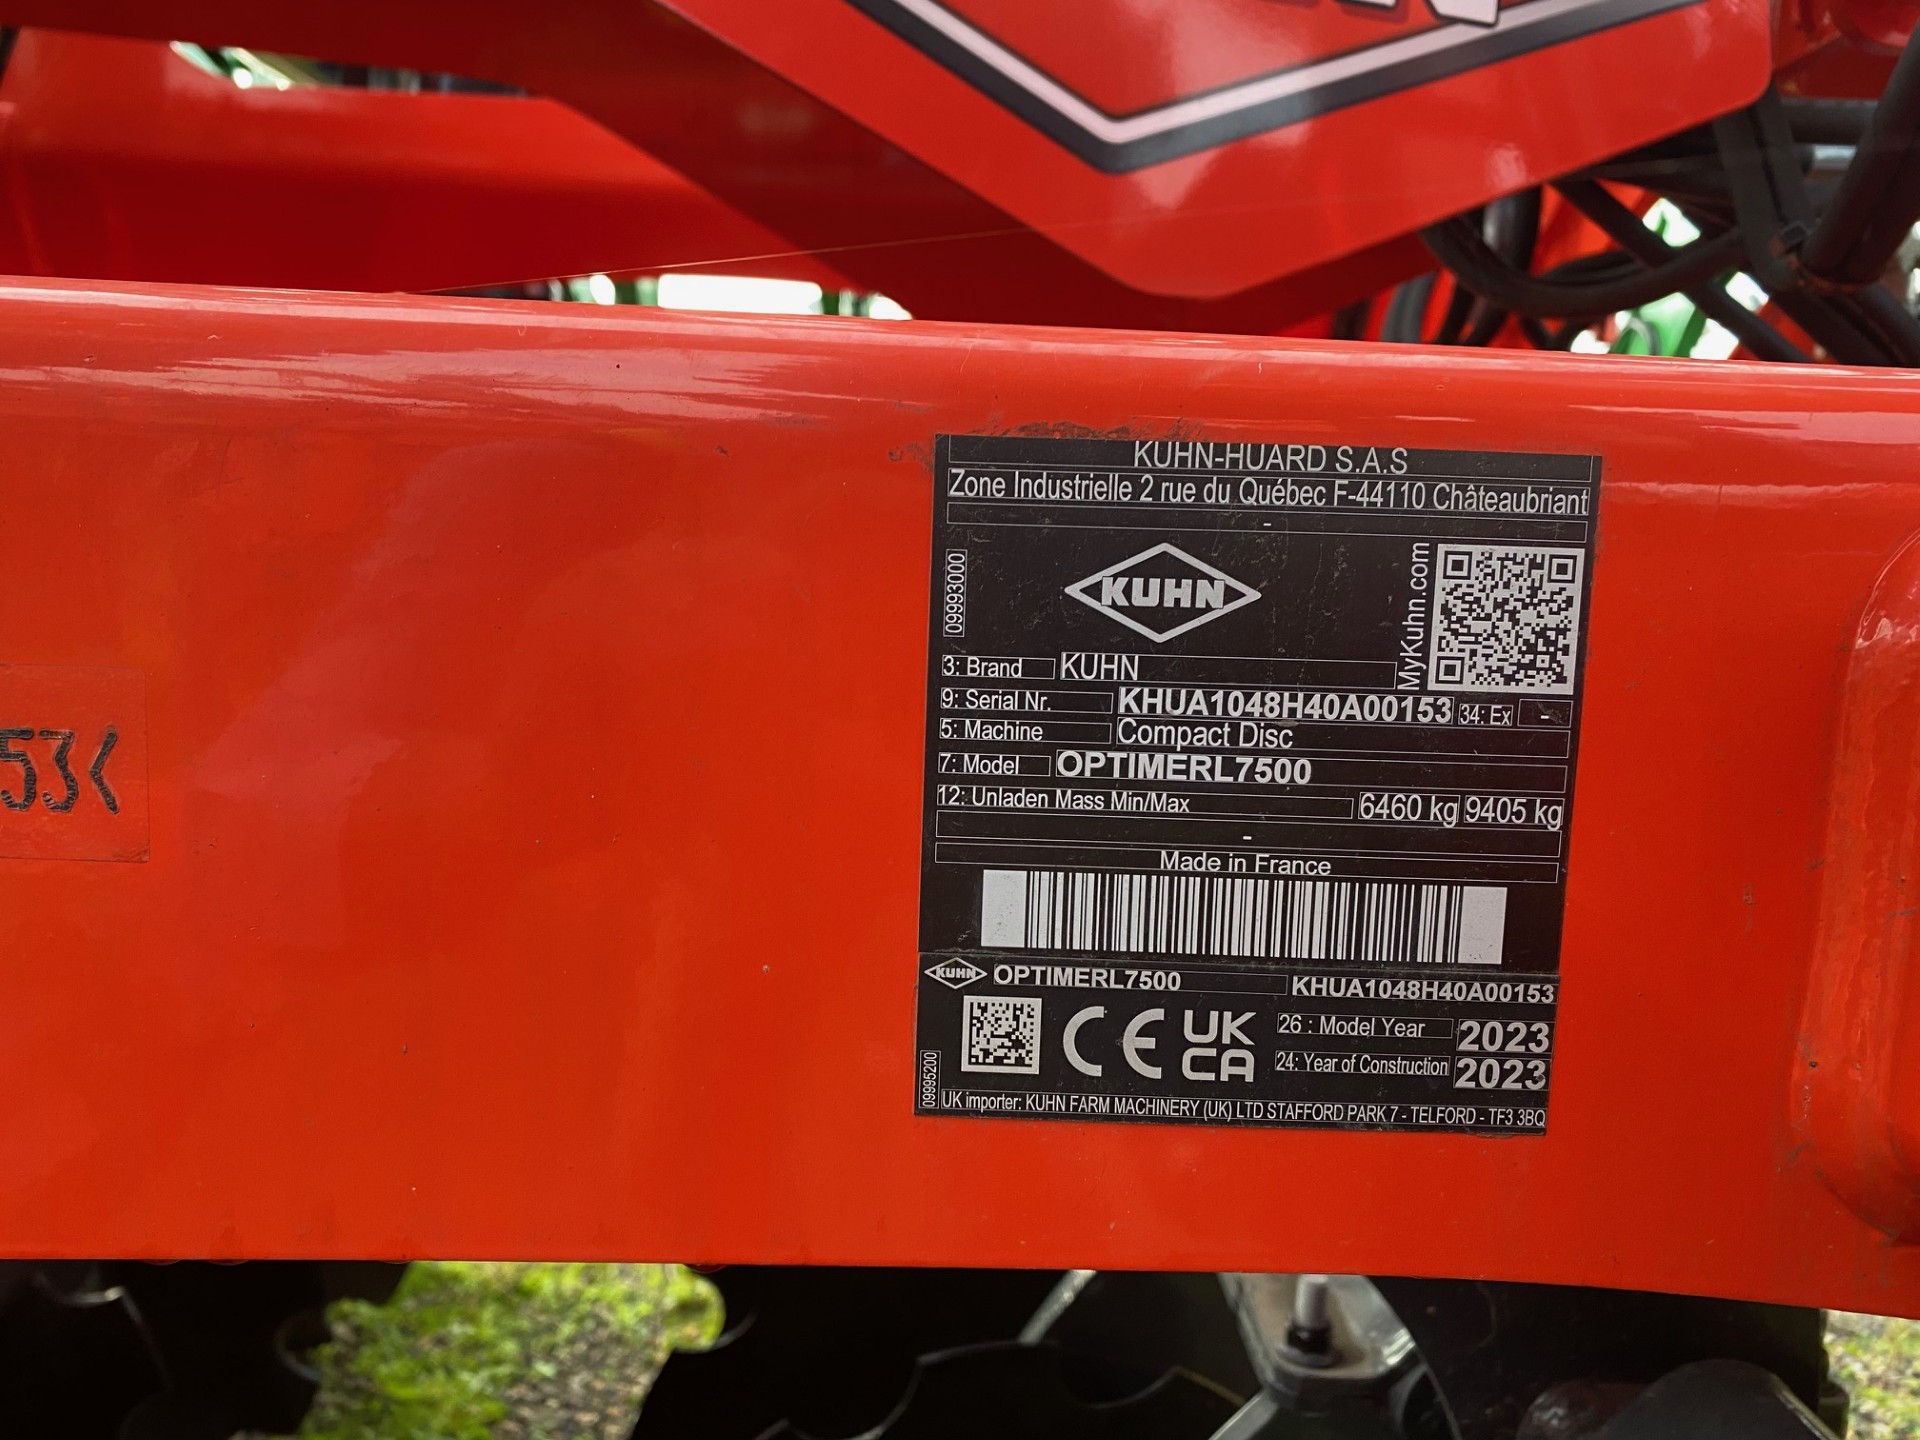 KUHN-HUARD S.A.S
Zone Industrielle 2 rue du Québec F-44110 Châteaubriant
-
09993000
KUHN
MyKuhn.com
3: Brand KUHN
9: Serial Nr. KHUA1048H40A00153 34: Ex -
5: Machine Compact Disc
7: Model OPTIMERL7500
12: Unladen Mass Min/Max 6460 kg 9405 kg
-
Made in France
KUHN OPTIMERL7500 KHUA1048H40A00153
CE UK CA
26 : Model Year 2023
24: Year of Construction 2023
09995200
UK importer: KUHN FARM MACHINERY (UK) LTD STAFFORD PARK 7 - TELFORD - TF3 3BQ
53<